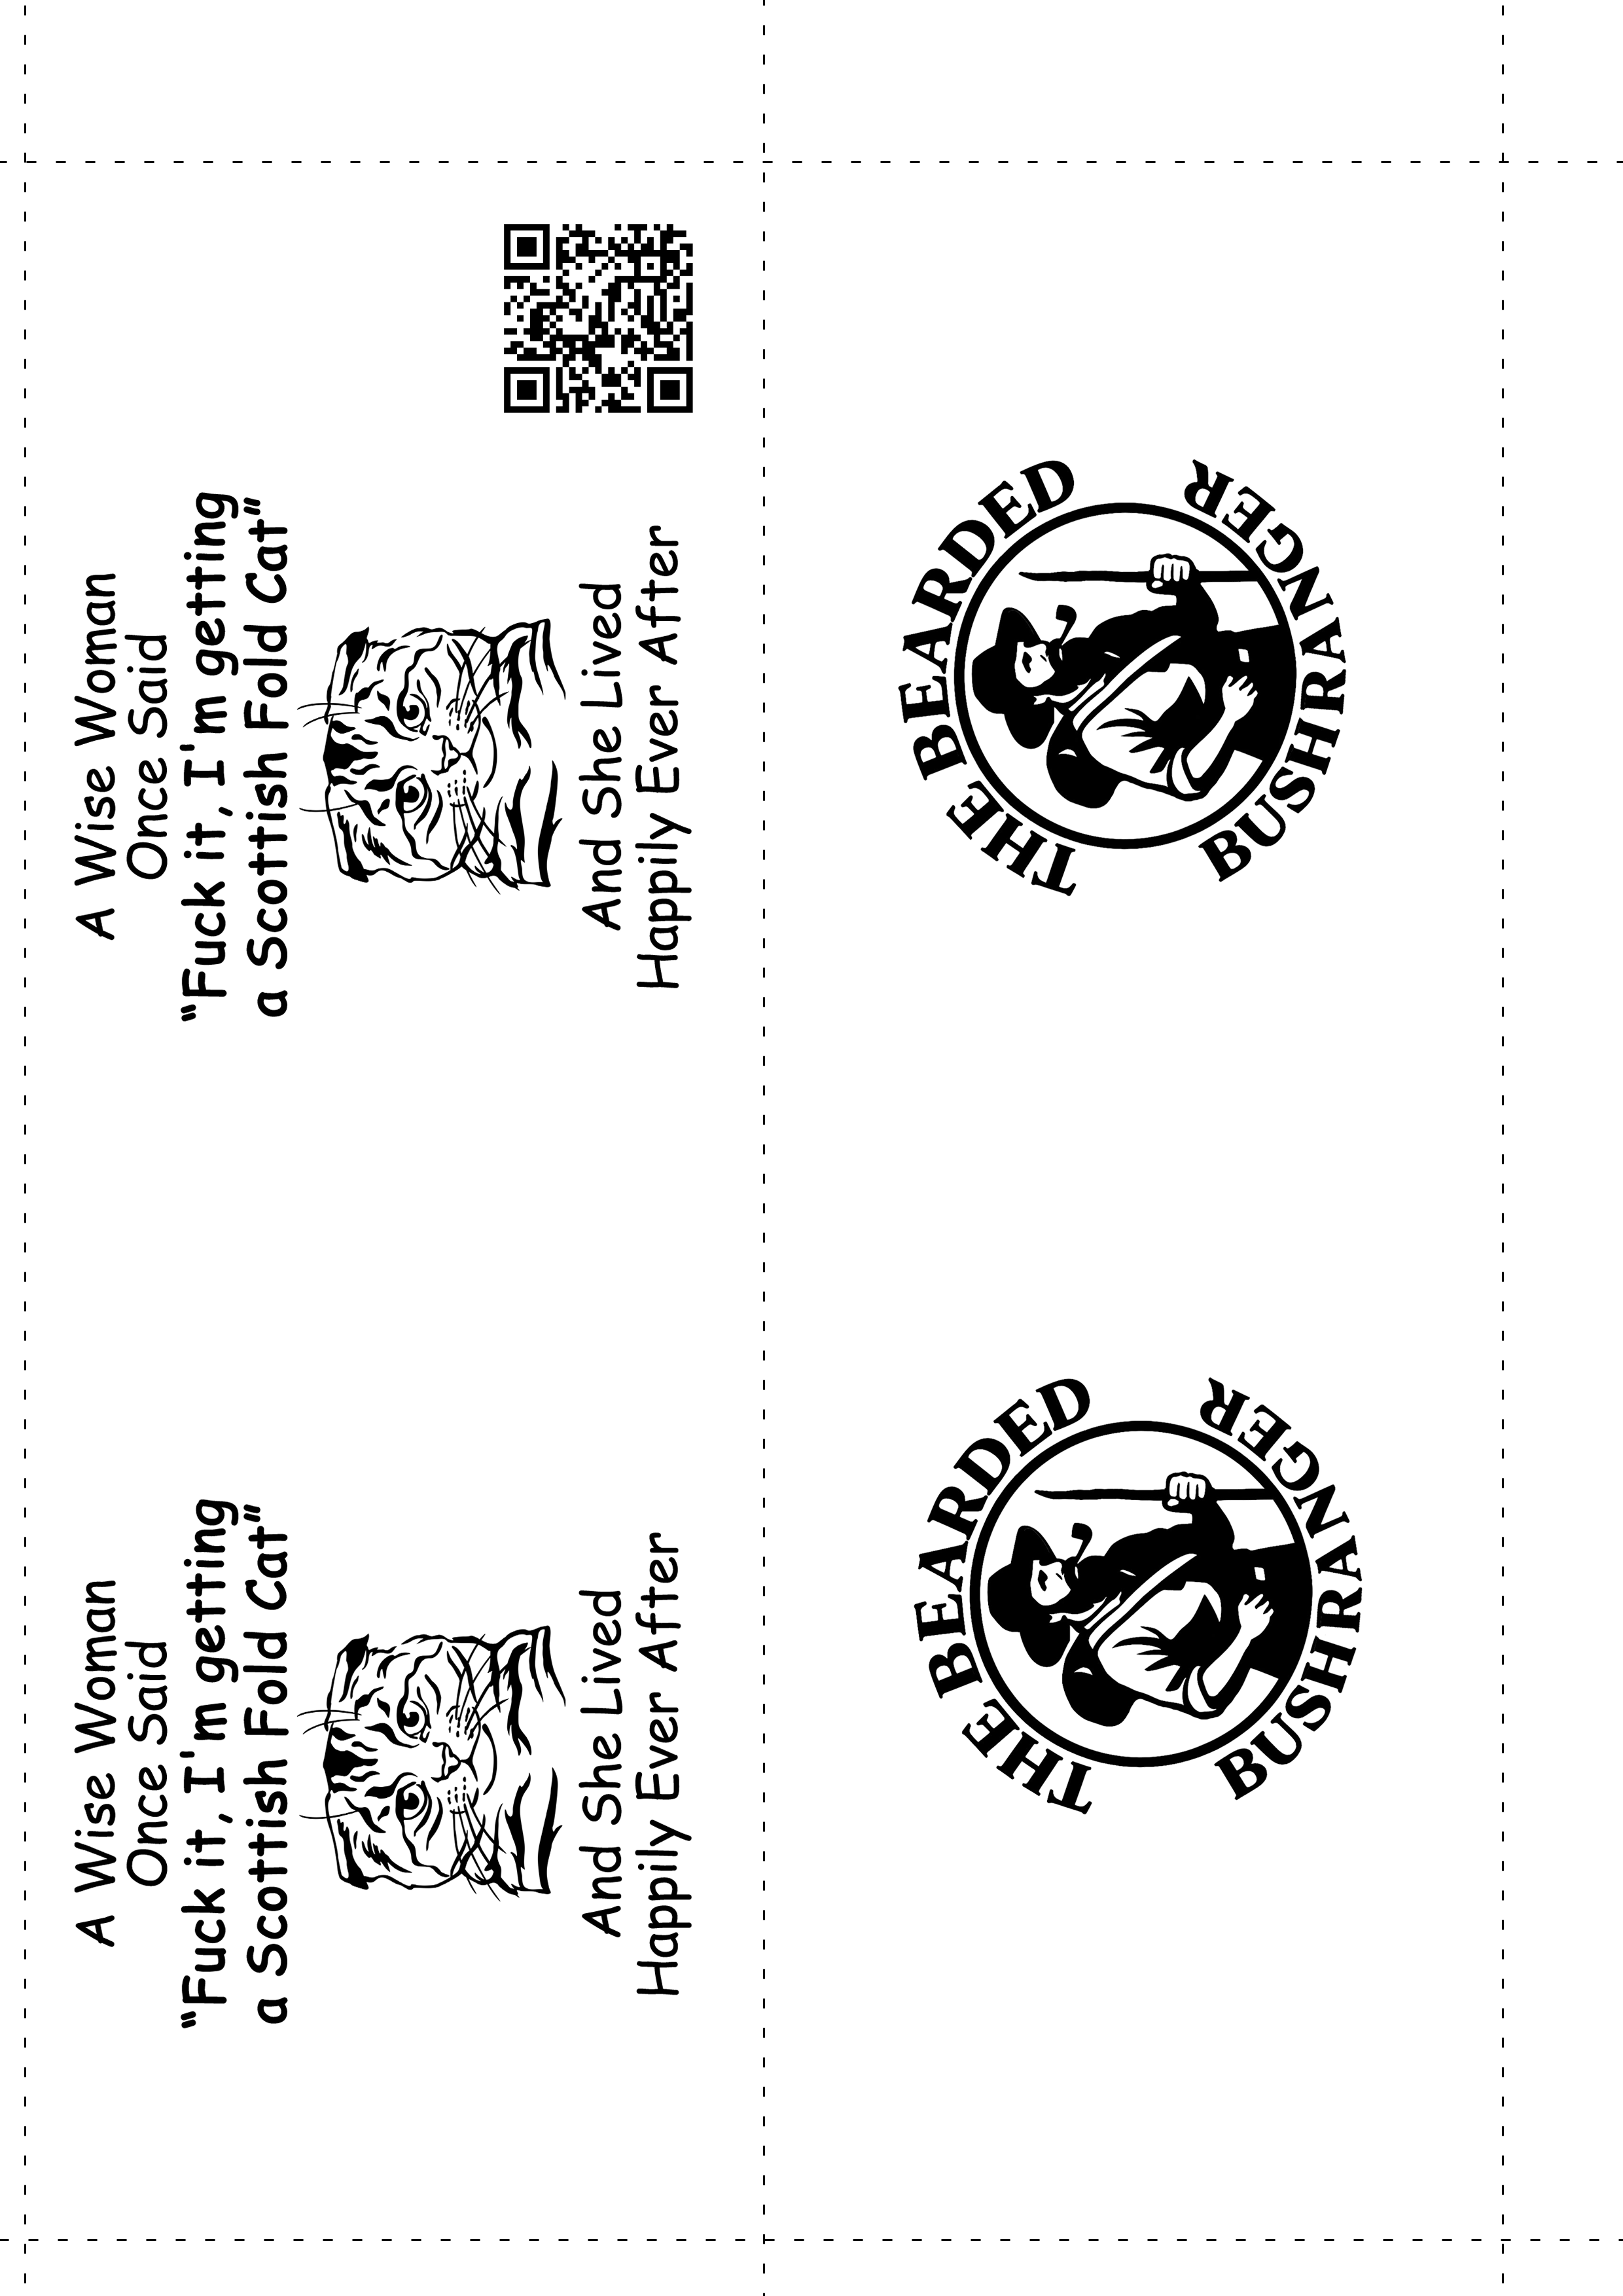 A Wise Woman
Once Said
"Fuck it, I'm getting
a Scottish Fold Cat"
And She Lived
Happily Ever After
A Wise Woman
Once Said
"Fuck it, I'm getting
a Scottish Fold Cat"
And She Lived
Happily Ever After
THE BEARDED
BUSHRANGER
THE BEARDED
BUSHRANGER